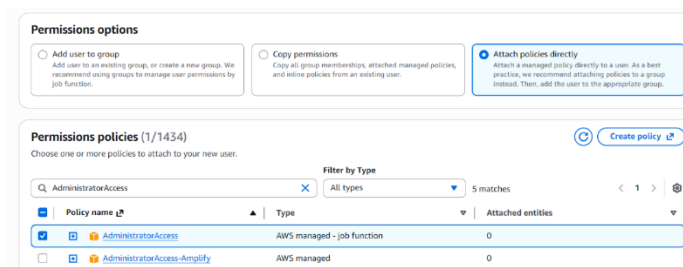 Permissions options
Add user to group
Add user to an existing group, or create a new group. We
recommend using groups to manage user permissions by
job function.
Copy permissions
Copy all group memberships, attached managed policies,
and inline policies from an existing user.
Attach policies directly
Attach a managed policy directly to a user. As a best
practice, we recommend attaching policies to a group
instead. Then, add the user to the appropriate group.
Permissions policies (1/1434)
Create policy
Choose one or more policies to attach to your new user.
Filter by Type
AdministratorAccess
All types
5 matches
1
Policy name
Type
Attached entities
AdministratorAccess
AWS managed - job function
0
AdministratorAccess-Amplify
AWS managed
0